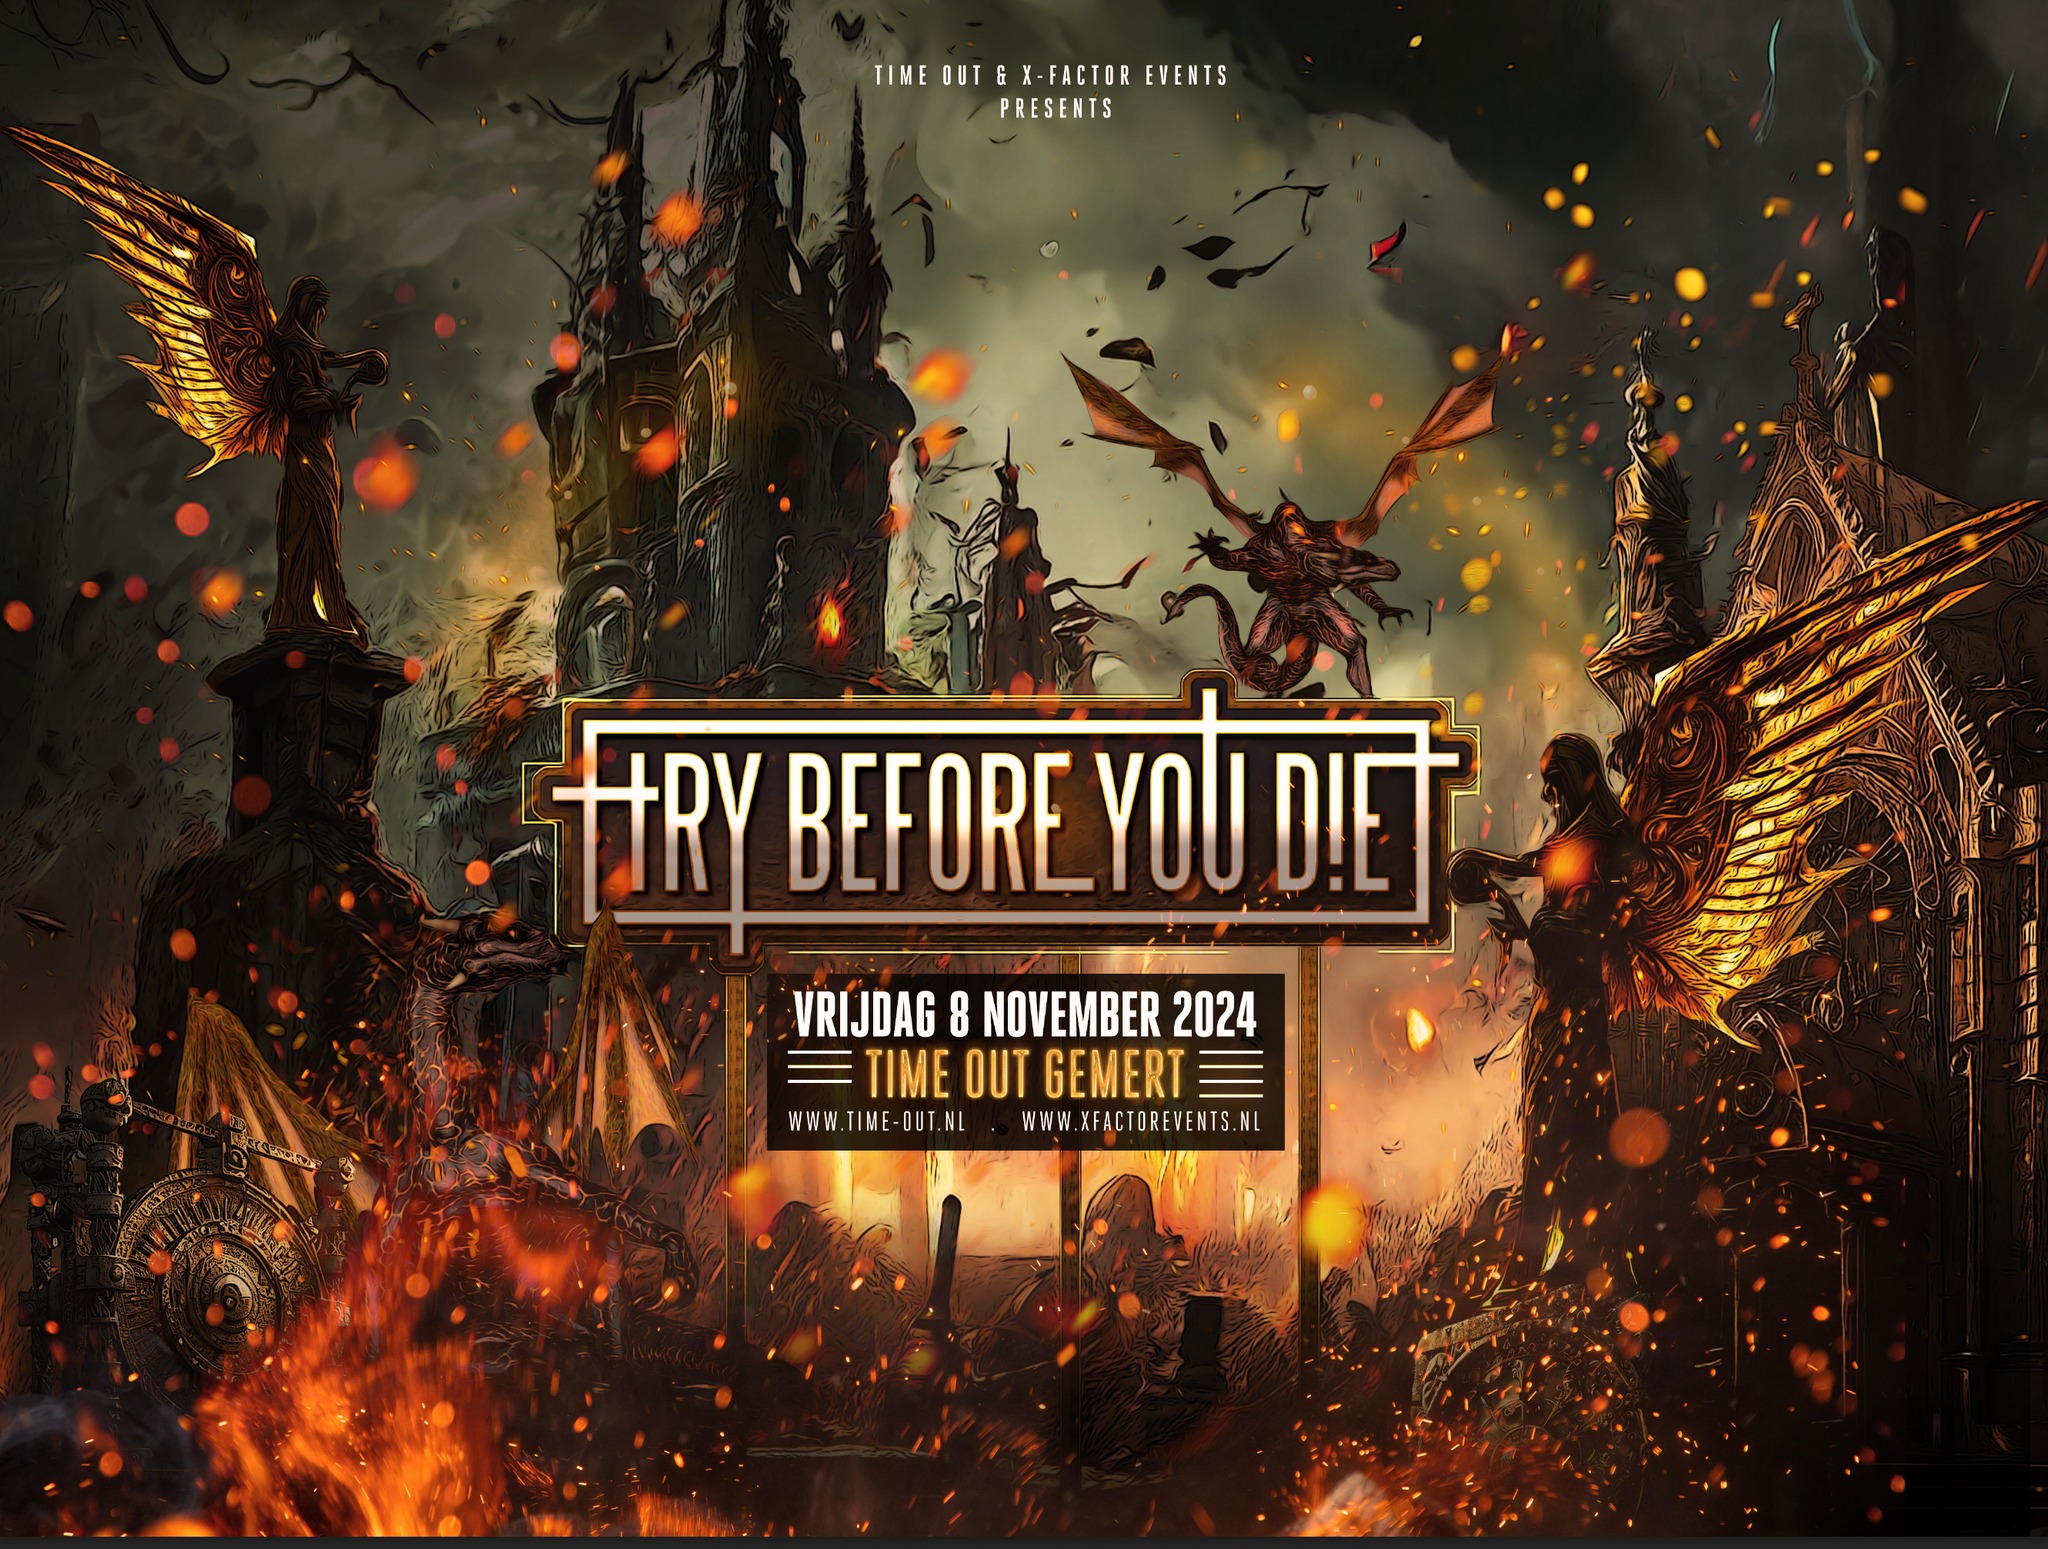 TIME OUT & X-FACTOR EVENTS
PRESENTS
TRY BEFORE YOU D!E
VRIJDAG 8 NOVEMBER 2024
TIME OUT GEMERT
WWW.TIME-OUT.NL . WWW.XFACTOREVENTS.NL